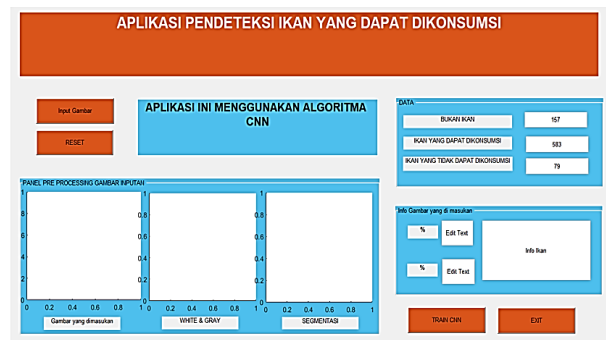 APLIKASI PENDETEKSI IKAN YANG DAPAT DIKONSUMSI
Input Gambar
RESET
APLIKASI INI MENGGUNAKAN ALGORITMA
CNN
DATA
BUKAN IKAN 157
IKAN YANG DAPAT DIKONSUMSI 583
IKAN YANG TIDAK DAPAT DIKONSUMSI 79
PANEL PRE PROCESSING GAMBAR INPUTAN
1 1 1
8 0.8 0.8
6 0.6 0.6
4 0.4 0.4
2 0.2 0.2
0 0 0
0 0.2 0.4 0.6 0.8 1 0 0.2 0.4 0.6 0.8 1 0 0.2 0.4 0.6 0.8 1
Gambar yang dimasukan WHITE & GRAY SEGMENTASI
Info Gambar yang di masukan
% Edit Text
Info Ikan
% Edit Text
TRAIN CNN EXIT